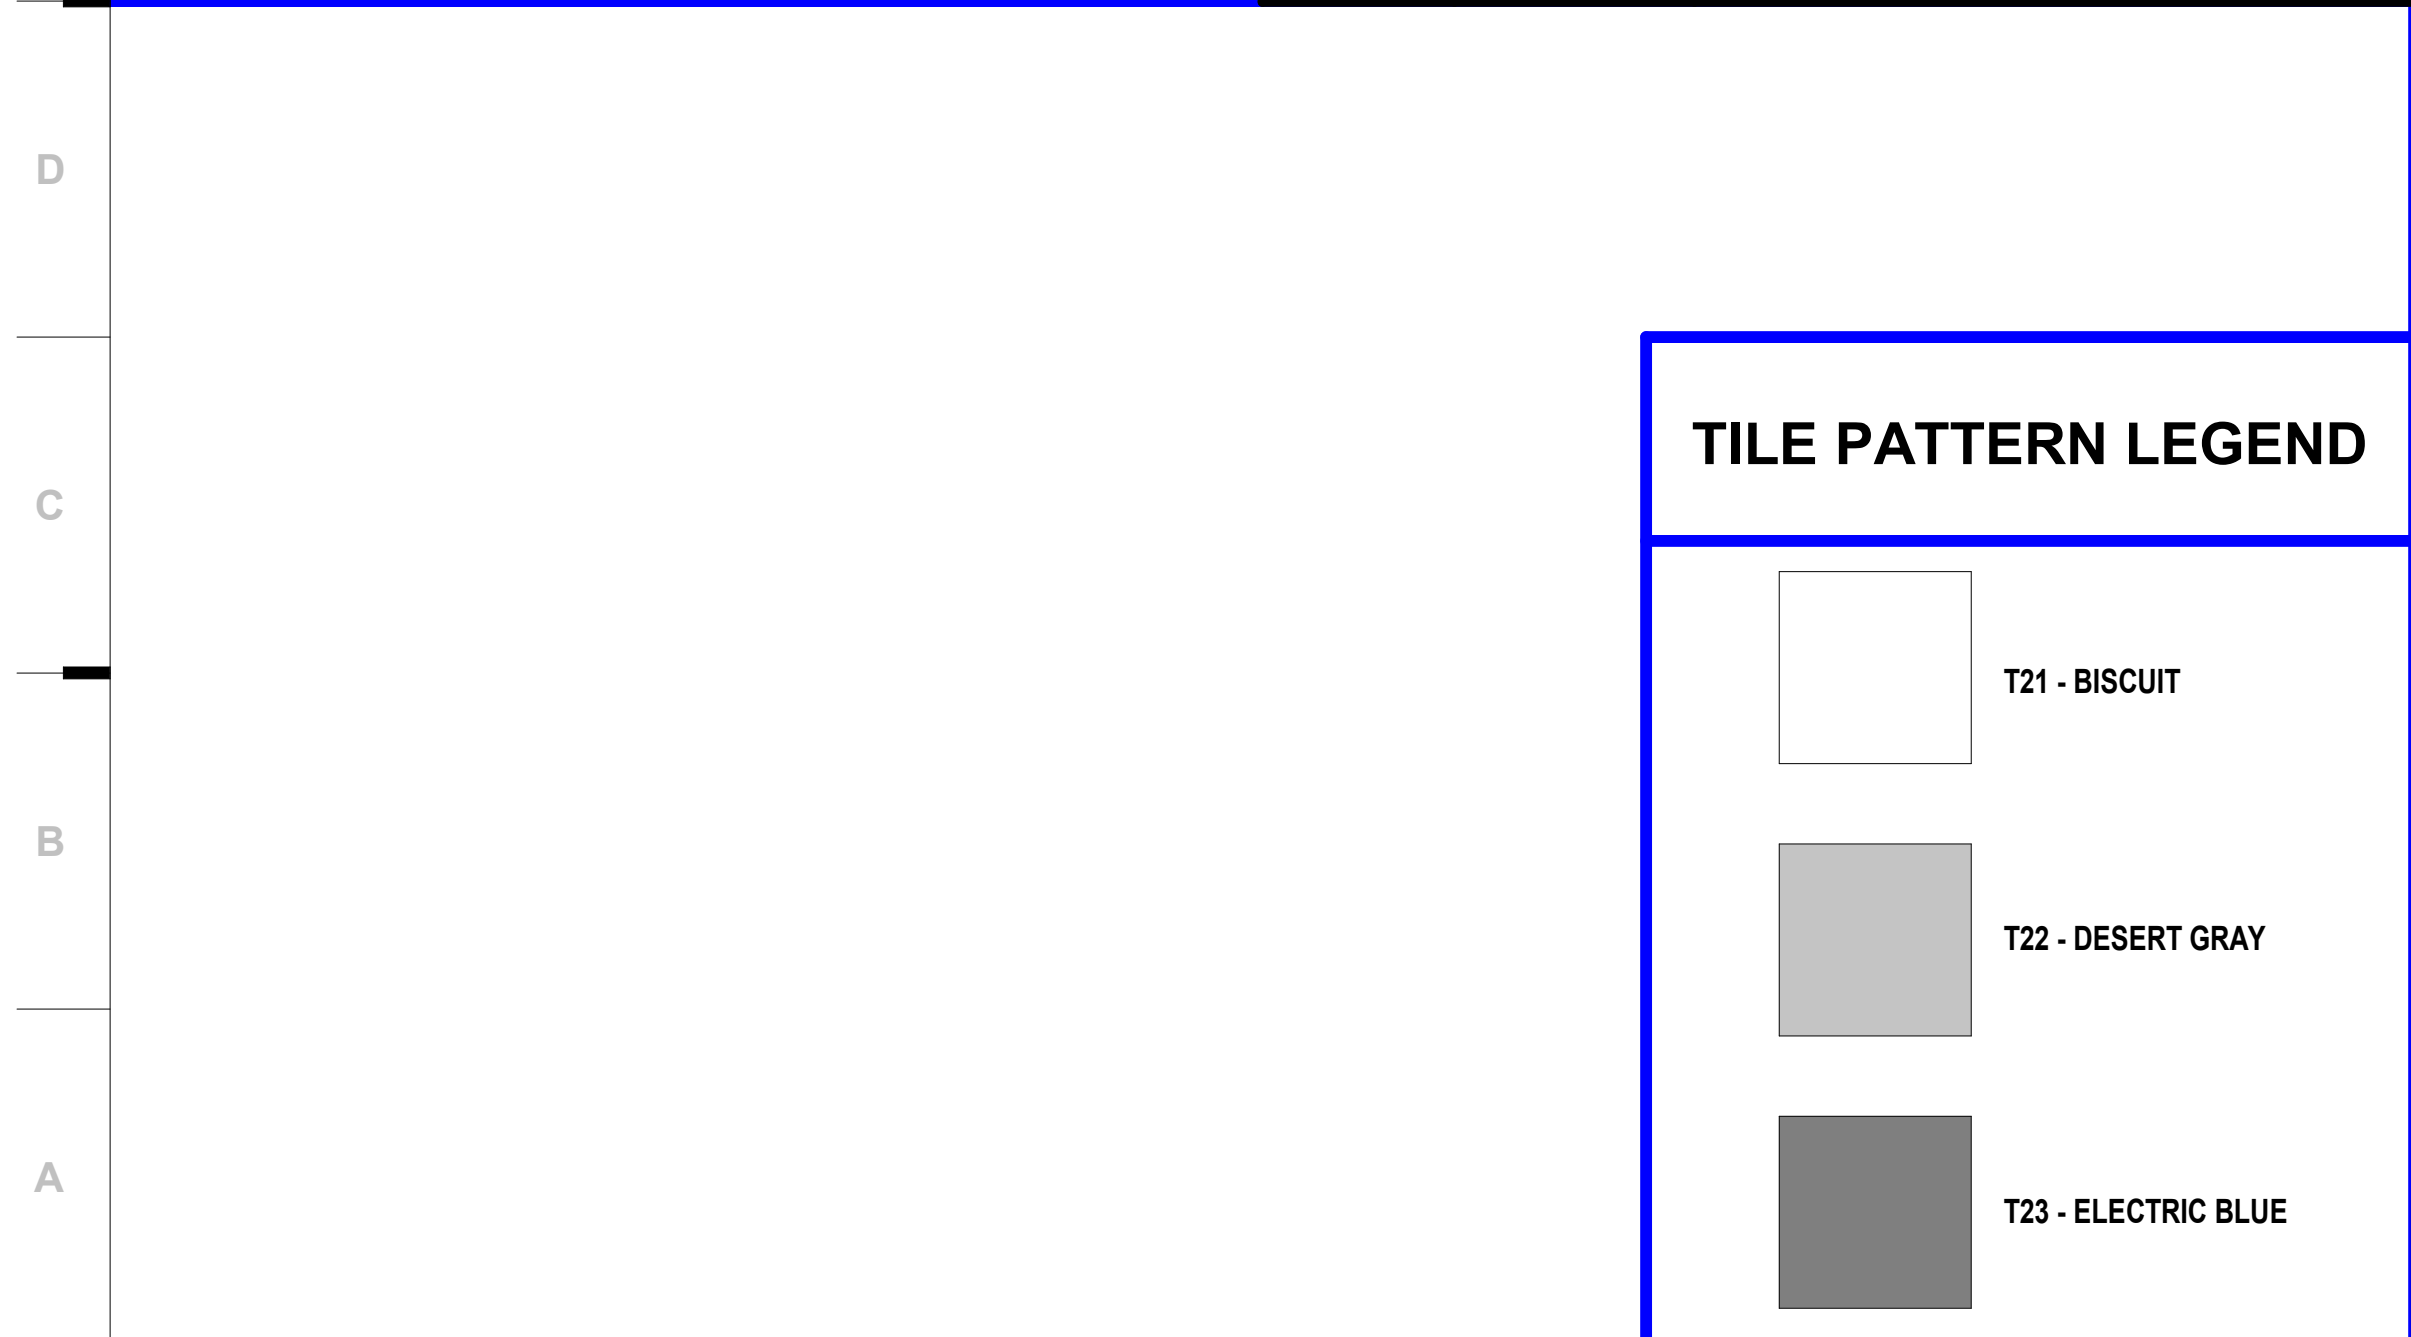 D
C
B
A
TILE PATTERN LEGEND
T21 - BISCUIT
T22 - DESERT GRAY
T23 - ELECTRIC BLUE